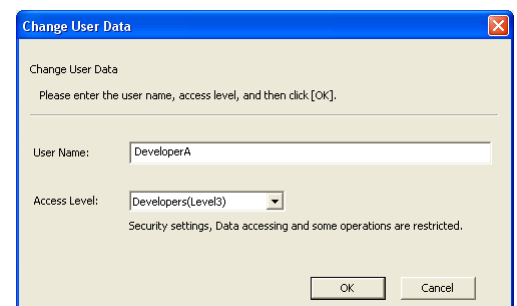 Change User Data
Change User Data
Please enter the user name, access level, and then click [OK].
User Name: DeveloperA
Access Level: Developers(Level3)
Security settings, Data accessing and some operations are restricted.
OK Cancel